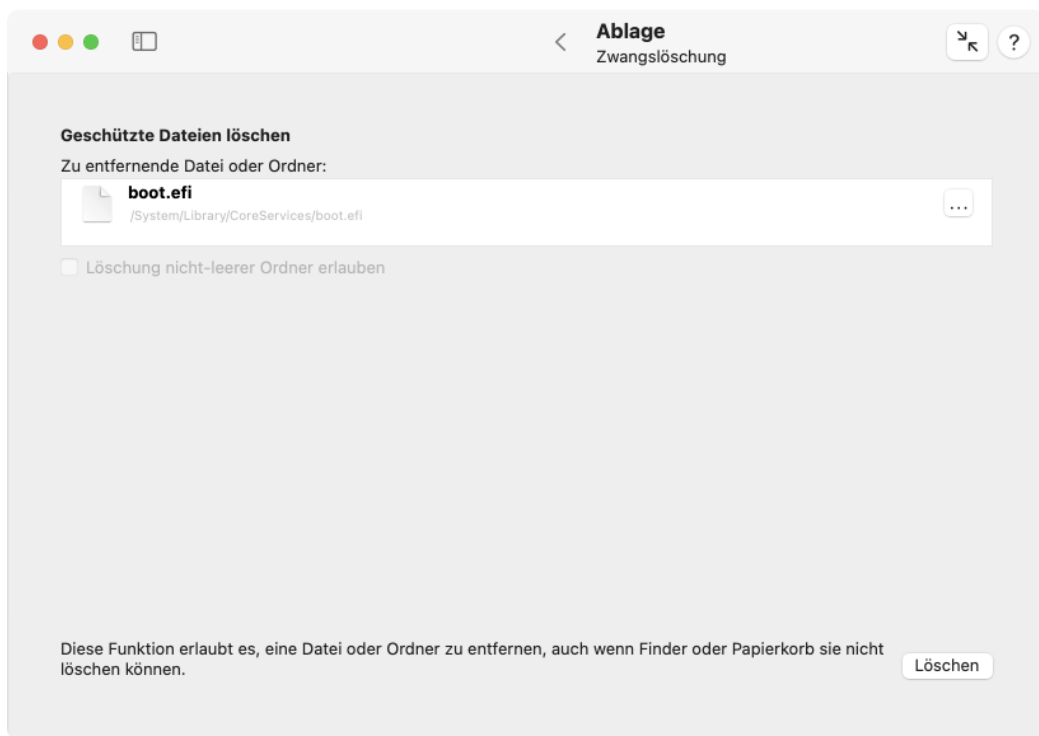 Ablage
Zwangslöschung
?
Geschützte Dateien löschen
Zu entfernende Datei oder Ordner:
boot.efi
/System/Library/CoreServices/boot.efi
...
Löschung nicht-leerer Ordner erlauben
Diese Funktion erlaubt es, eine Datei oder Ordner zu entfernen, auch wenn Finder oder Papierkorb sie nicht
löschen können.
Löschen